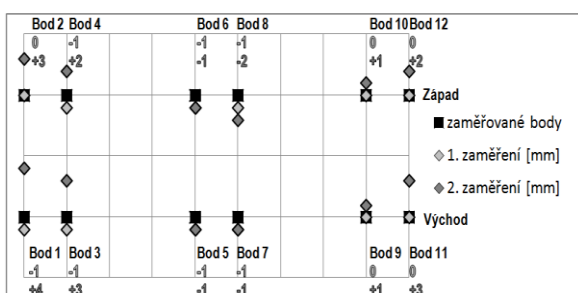 Bod 2 Bod 4 Bod 6 Bod 8 Bod 10 Bod 12
0 -1 -1 -1 0 0
+3 +2 -1 -2 +1 +2
Západ
zaměřované body
1. zaměření [mm]
2. zaměření [mm]
Východ
Bod 1 Bod 3 Bod 5 Bod 7 Bod 9 Bod 11
-1 -1 -1 -1 0 0
+4 +3 -1 -1 +1 +3